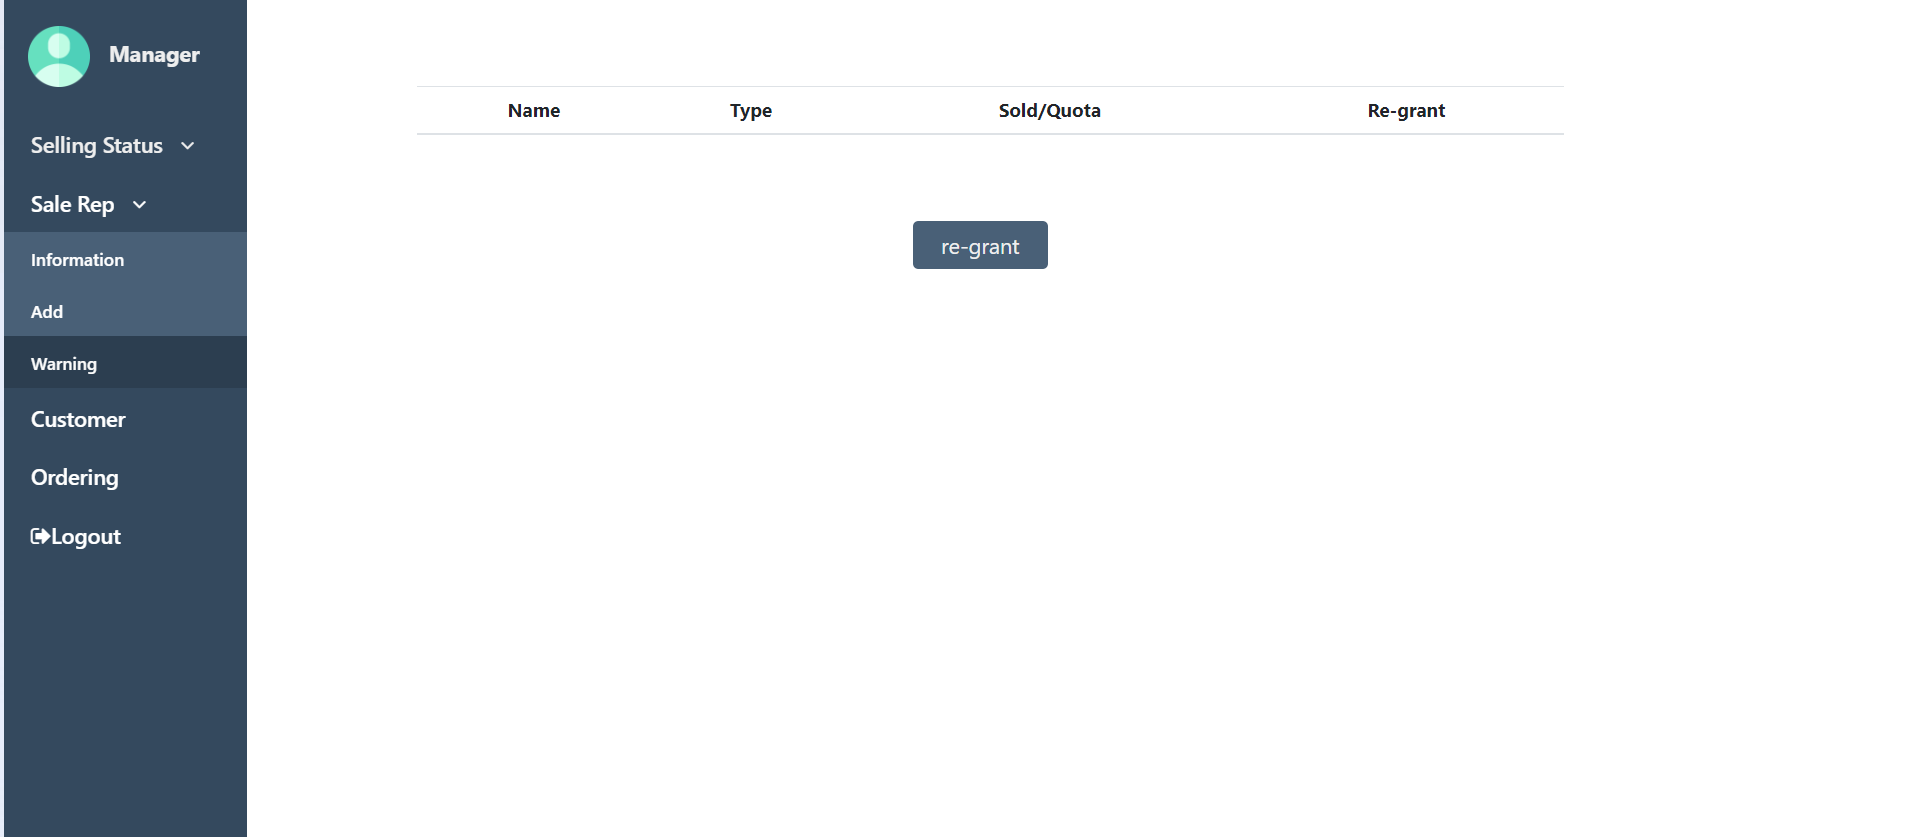 Manager
Selling Status
Sale Rep
Information
Add
Warning
Customer
Ordering
Logout
Name Type Sold/Quota Re-grant
re-grant